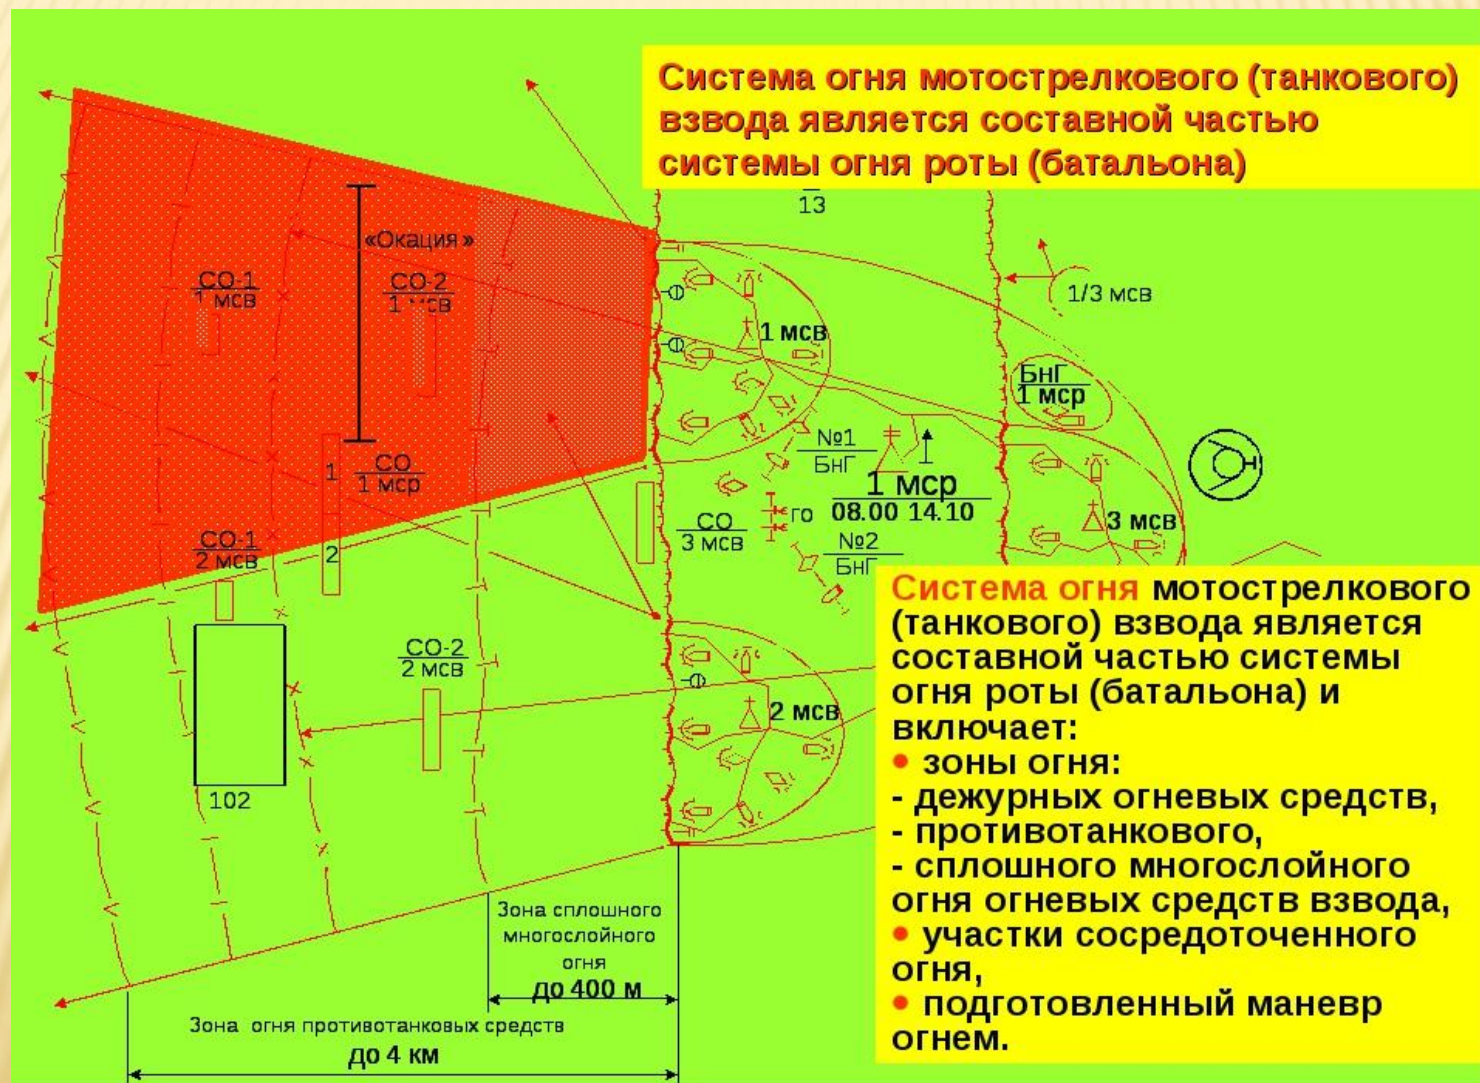 Система огня мотострелкового (танкового)
взвода является составной частью
системы огня роты (батальона)
13
«Окация»
СО-1
1 мсв
СО-2
1 мсв
1/3 мсв
1 мсв
БнГ
1 мср
№1
БнГ
1
СО
1 мср
1 мср
08.00 14.10
ГО
СО
3 мсв
3 мсв
№2
БнГ
СО-1
2 мсв
2
СО-2
2 мсв
2 мсв
102
Система огня мотострелкового
(танкового) взвода является
составной частью системы
огня роты (батальона) и
включает:
• зоны огня:
- дежурных огневых средств,
- противотанкового,
- сплошного многослойного
огня огневых средств взвода,
• участки сосредоточенного
огня,
• подготовленный маневр
огнем.
Зона сплошного
многослойного
огня
до 400 м
Зона огня противотанковых средств
до 4 км